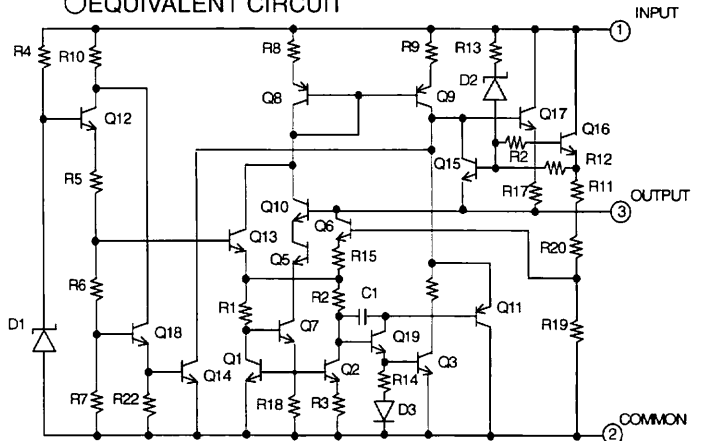 ○EQUIVALENT CIRCUIT
INPUT
1
R4
R10
R8
R9
R13
D2
Q12
Q8
Q9
Q17
Q16
R2
Q15
R12
R5
R17
R11
OUTPUT
3
Q10
Q6
Q13
R20
Q5
R15
R6
R1
R2
C1
Q11
R19
D1
Q18
Q7
Q19
Q1
Q14
Q2
Q3
R14
R7
R22
R18
R3
D3
COMMON
2